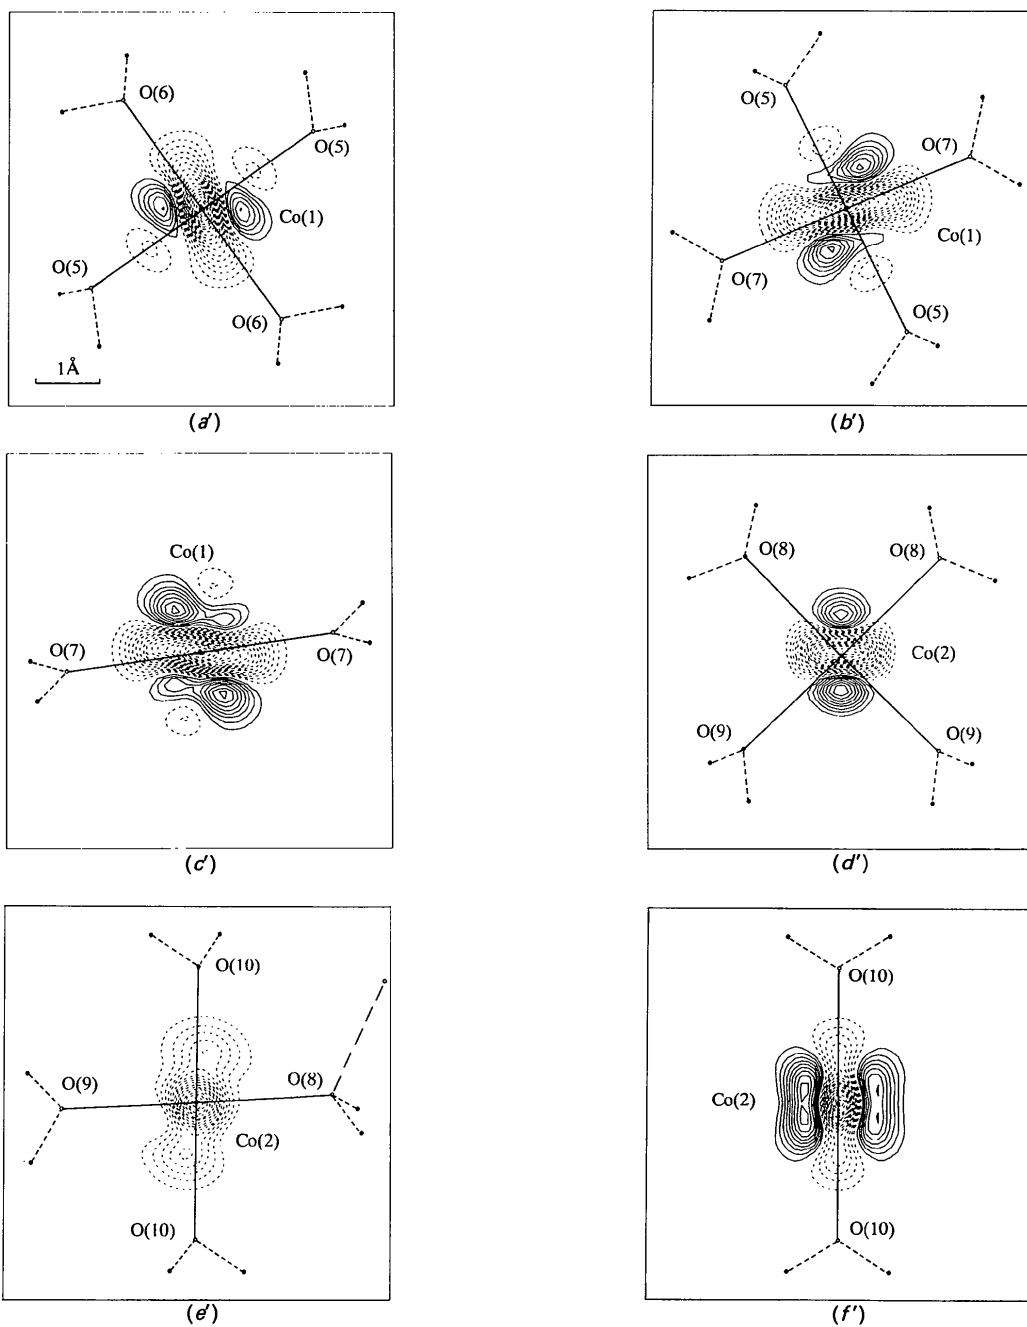 O(6)
O(5)
Co(1)
O(5)
O(6)
1Å
(a′)
O(5)
O(7)
Co(1)
O(7)
O(5)
(b′)
Co(1)
O(7)
O(7)
(c′)
O(8)
O(8)
Co(2)
O(9)
O(9)
(d′)
O(10)
O(9)
O(8)
Co(2)
O(10)
(e′)
O(10)
Co(2)
O(10)
(f′)